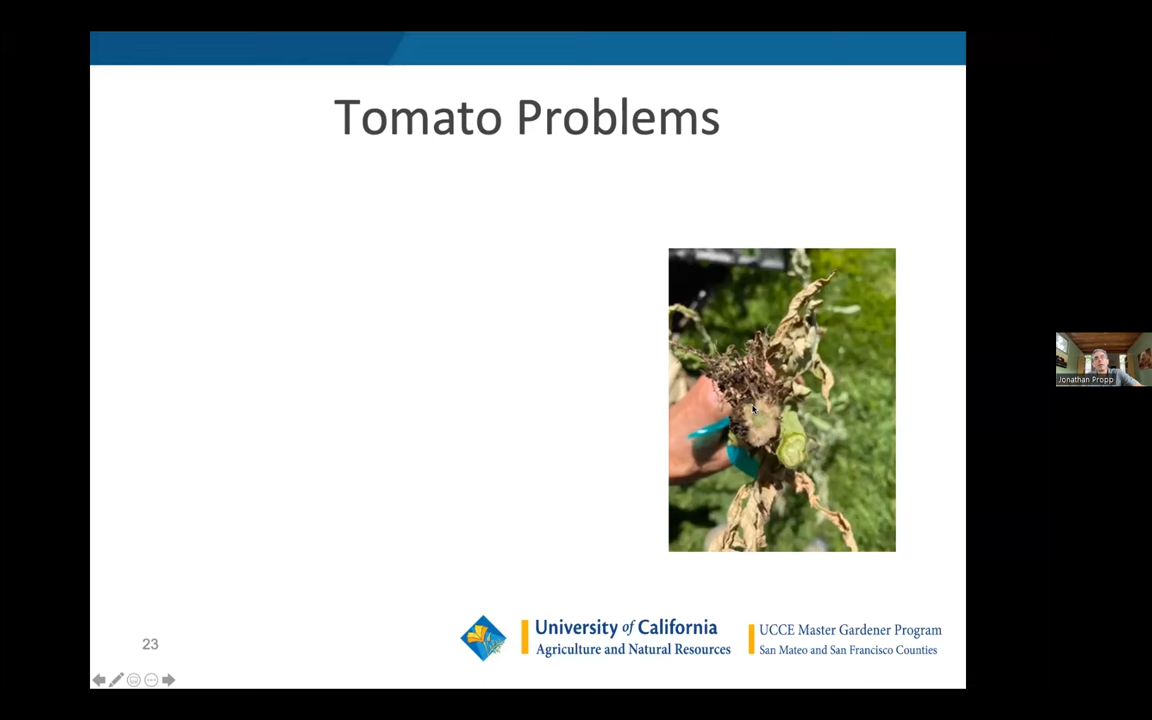 Tomato Problems
Jonathan Propp
23
University of California
Agriculture and Natural Resources
UCCE Master Gardener Program
San Mateo and San Francisco Counties